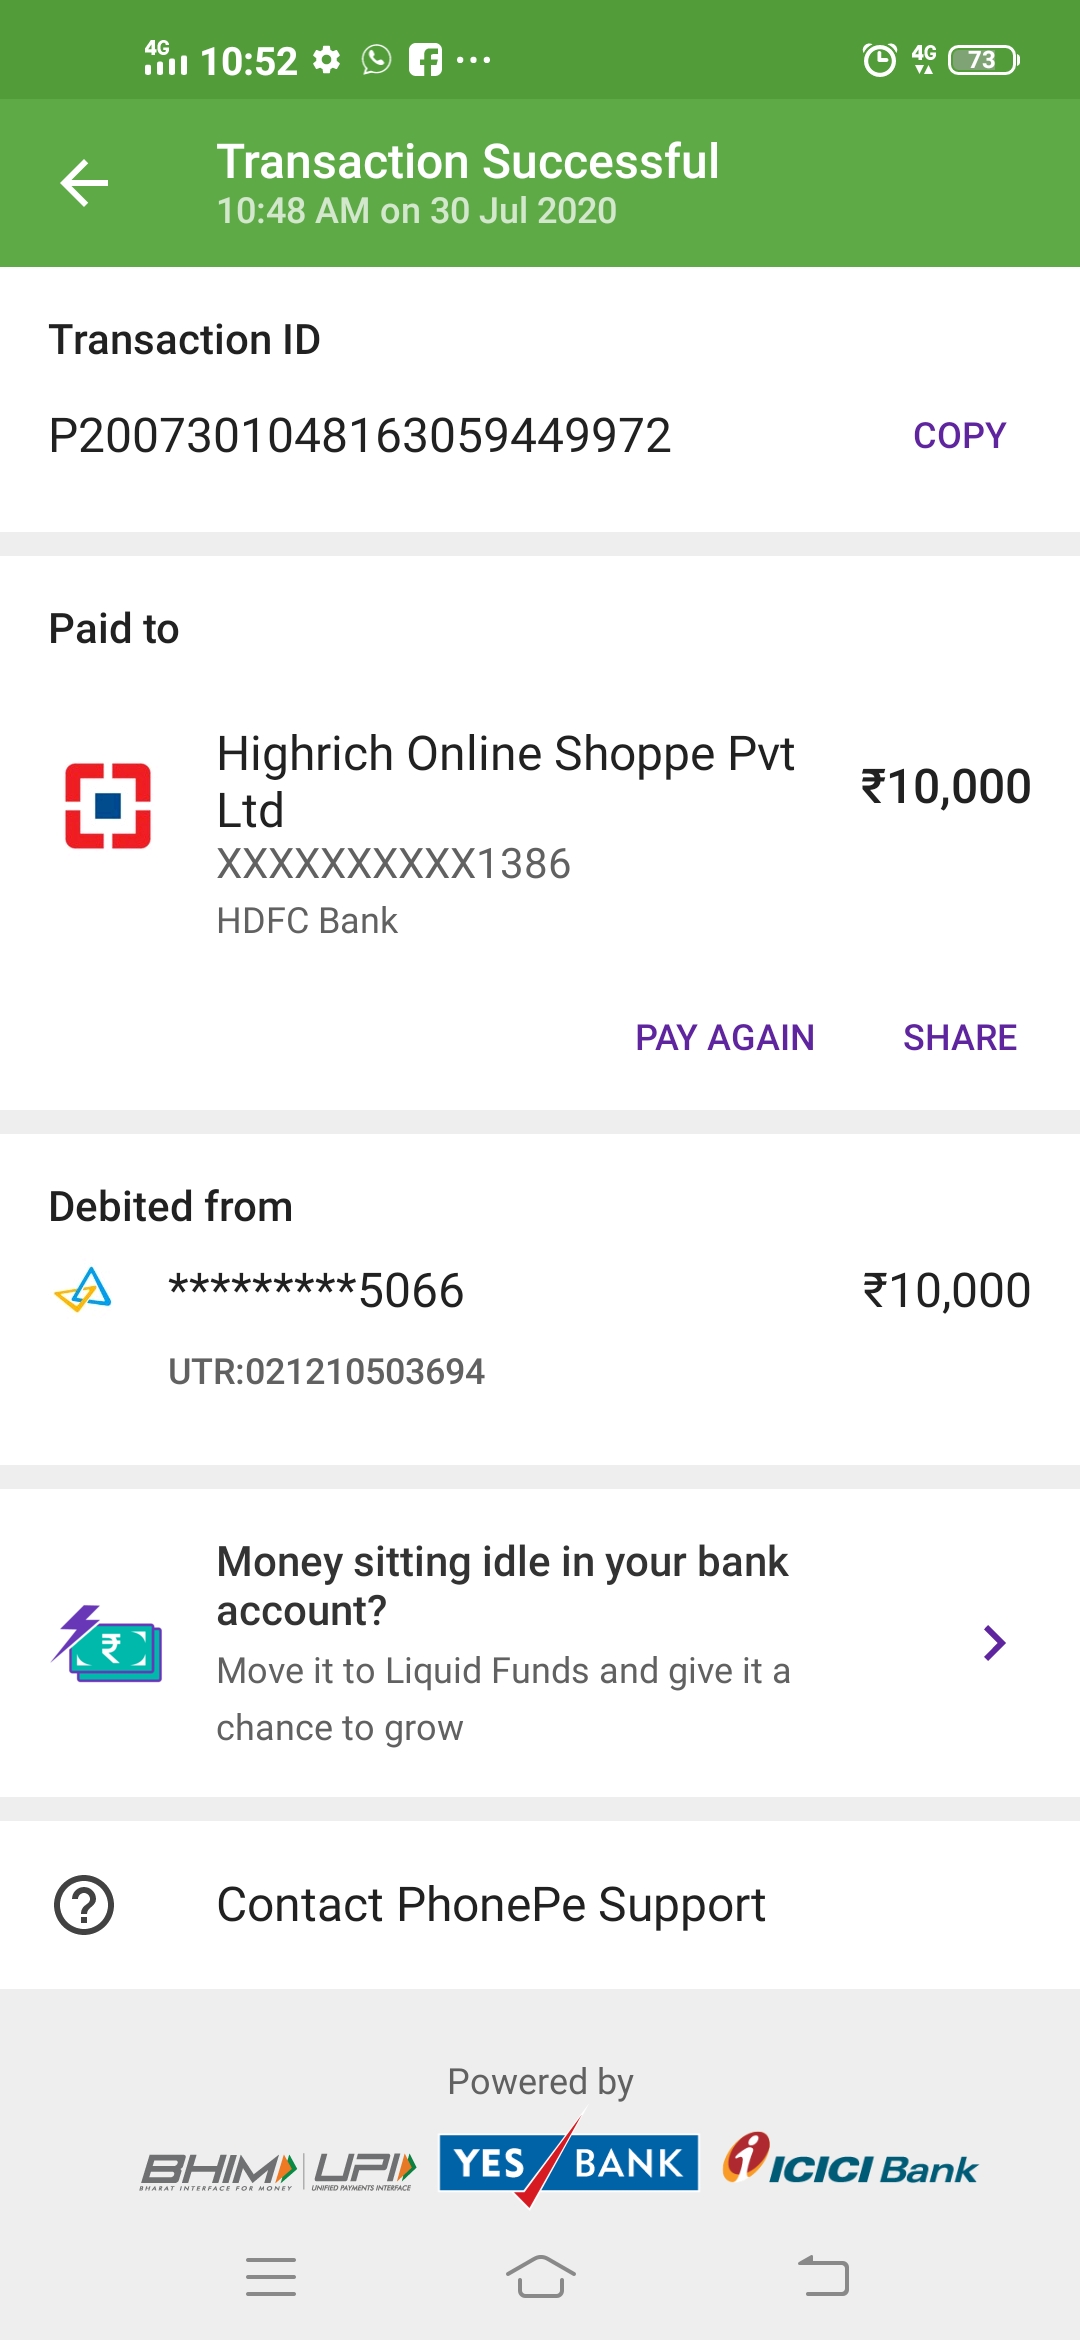 4G 10:52 ... 4G 73
Transaction Successful
10:48 AM on 30 Jul 2020
Transaction ID
P2007301048163059449972 COPY
Paid to
Highrich Online Shoppe Pvt
Ltd
₹10,000
XXXXXXXXXX1386
HDFC Bank
PAY AGAIN SHARE
Debited from
*********5066 ₹10,000
UTR:021210503694
Money sitting idle in your bank
account?
₹
Move it to Liquid Funds and give it a
chance to grow
Contact PhonePe Support
Powered by
BHIM UPI YES BANK ICICI Bank
BHARAT INTERFACE FOR MONEY UNIFIED PAYMENTS INTERFACE